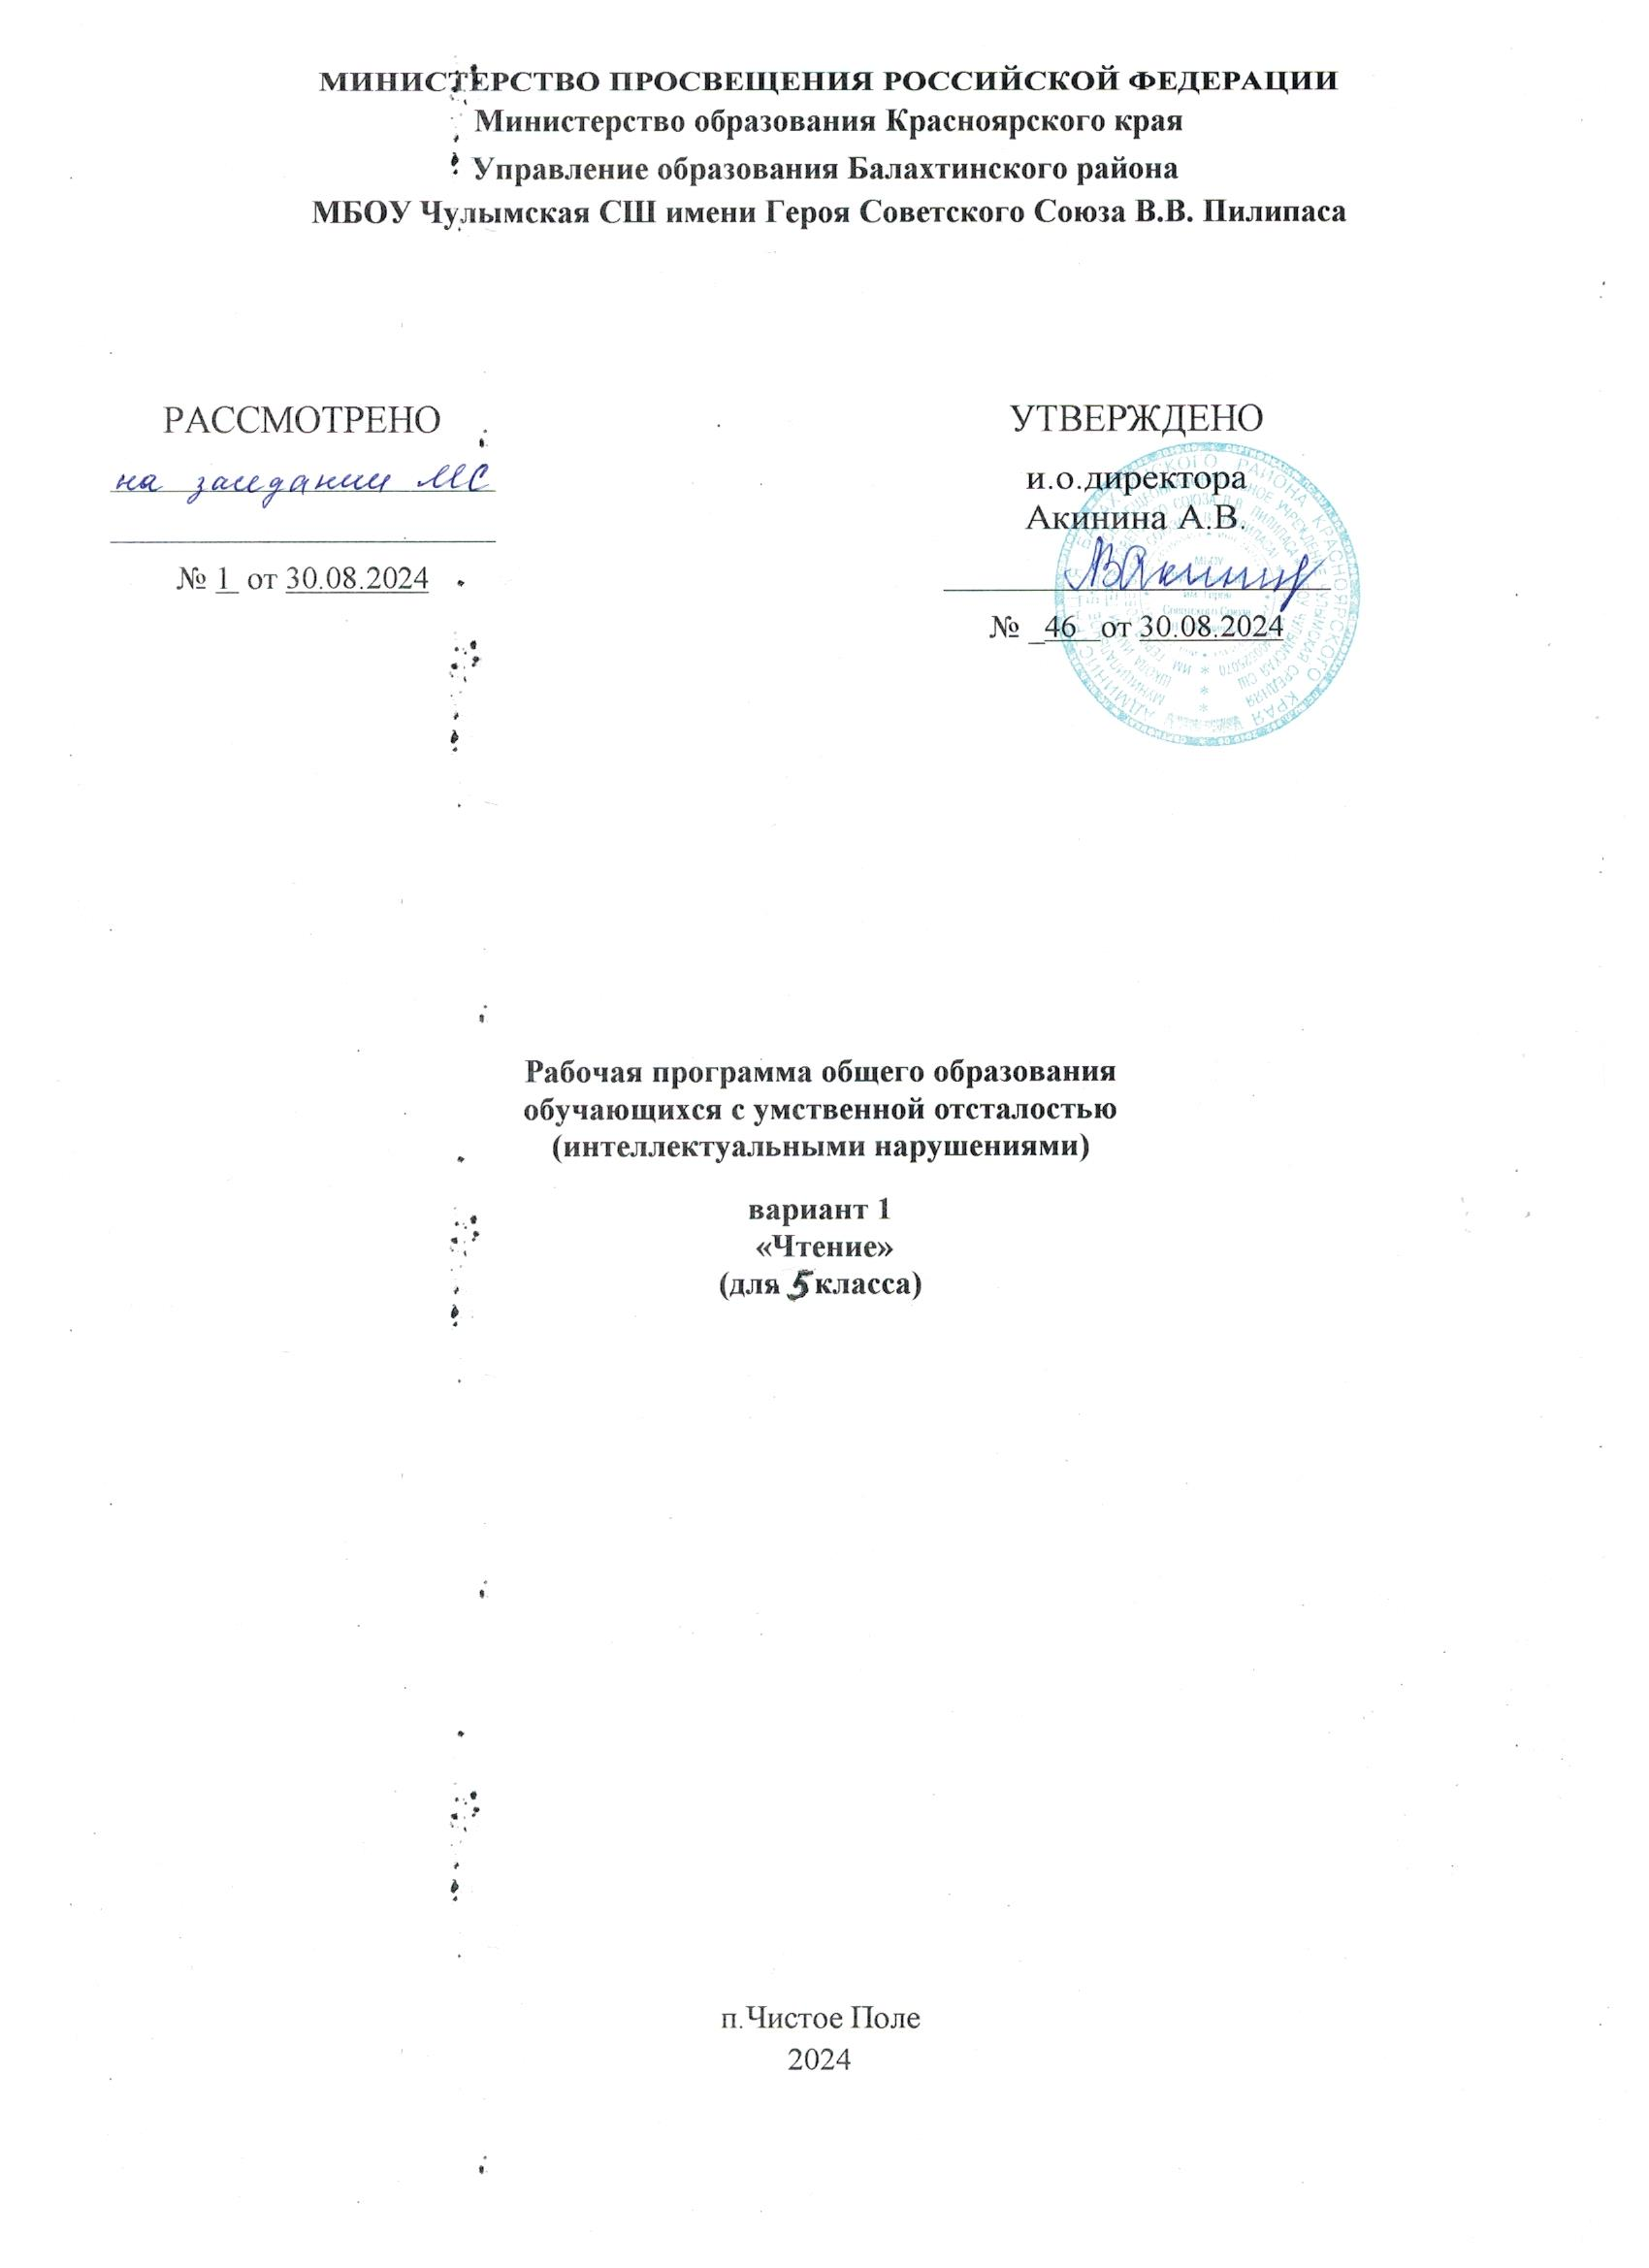 МИНИСТЕРСТВО ПРОСВЕЩЕНИЯ РОССИЙСКОЙ ФЕДЕРАЦИИ
Министерство образования Красноярского края
Управление образования Балахтинского района
МБОУ Чулымская СШ имени Героя Советского Союза В.В. Пилипаса
РАССМОТРЕНО
на заседании МС
№ 1 от 30.08.2024
УТВЕРЖДЕНО
и.о.директора
Акинина А.В.
№ _46_ от 30.08.2024
Рабочая программа общего образования
обучающихся с умственной отсталостью
(интеллектуальными нарушениями)
вариант 1
«Чтение»
(для 5 класса)
п.Чистое Поле
2024